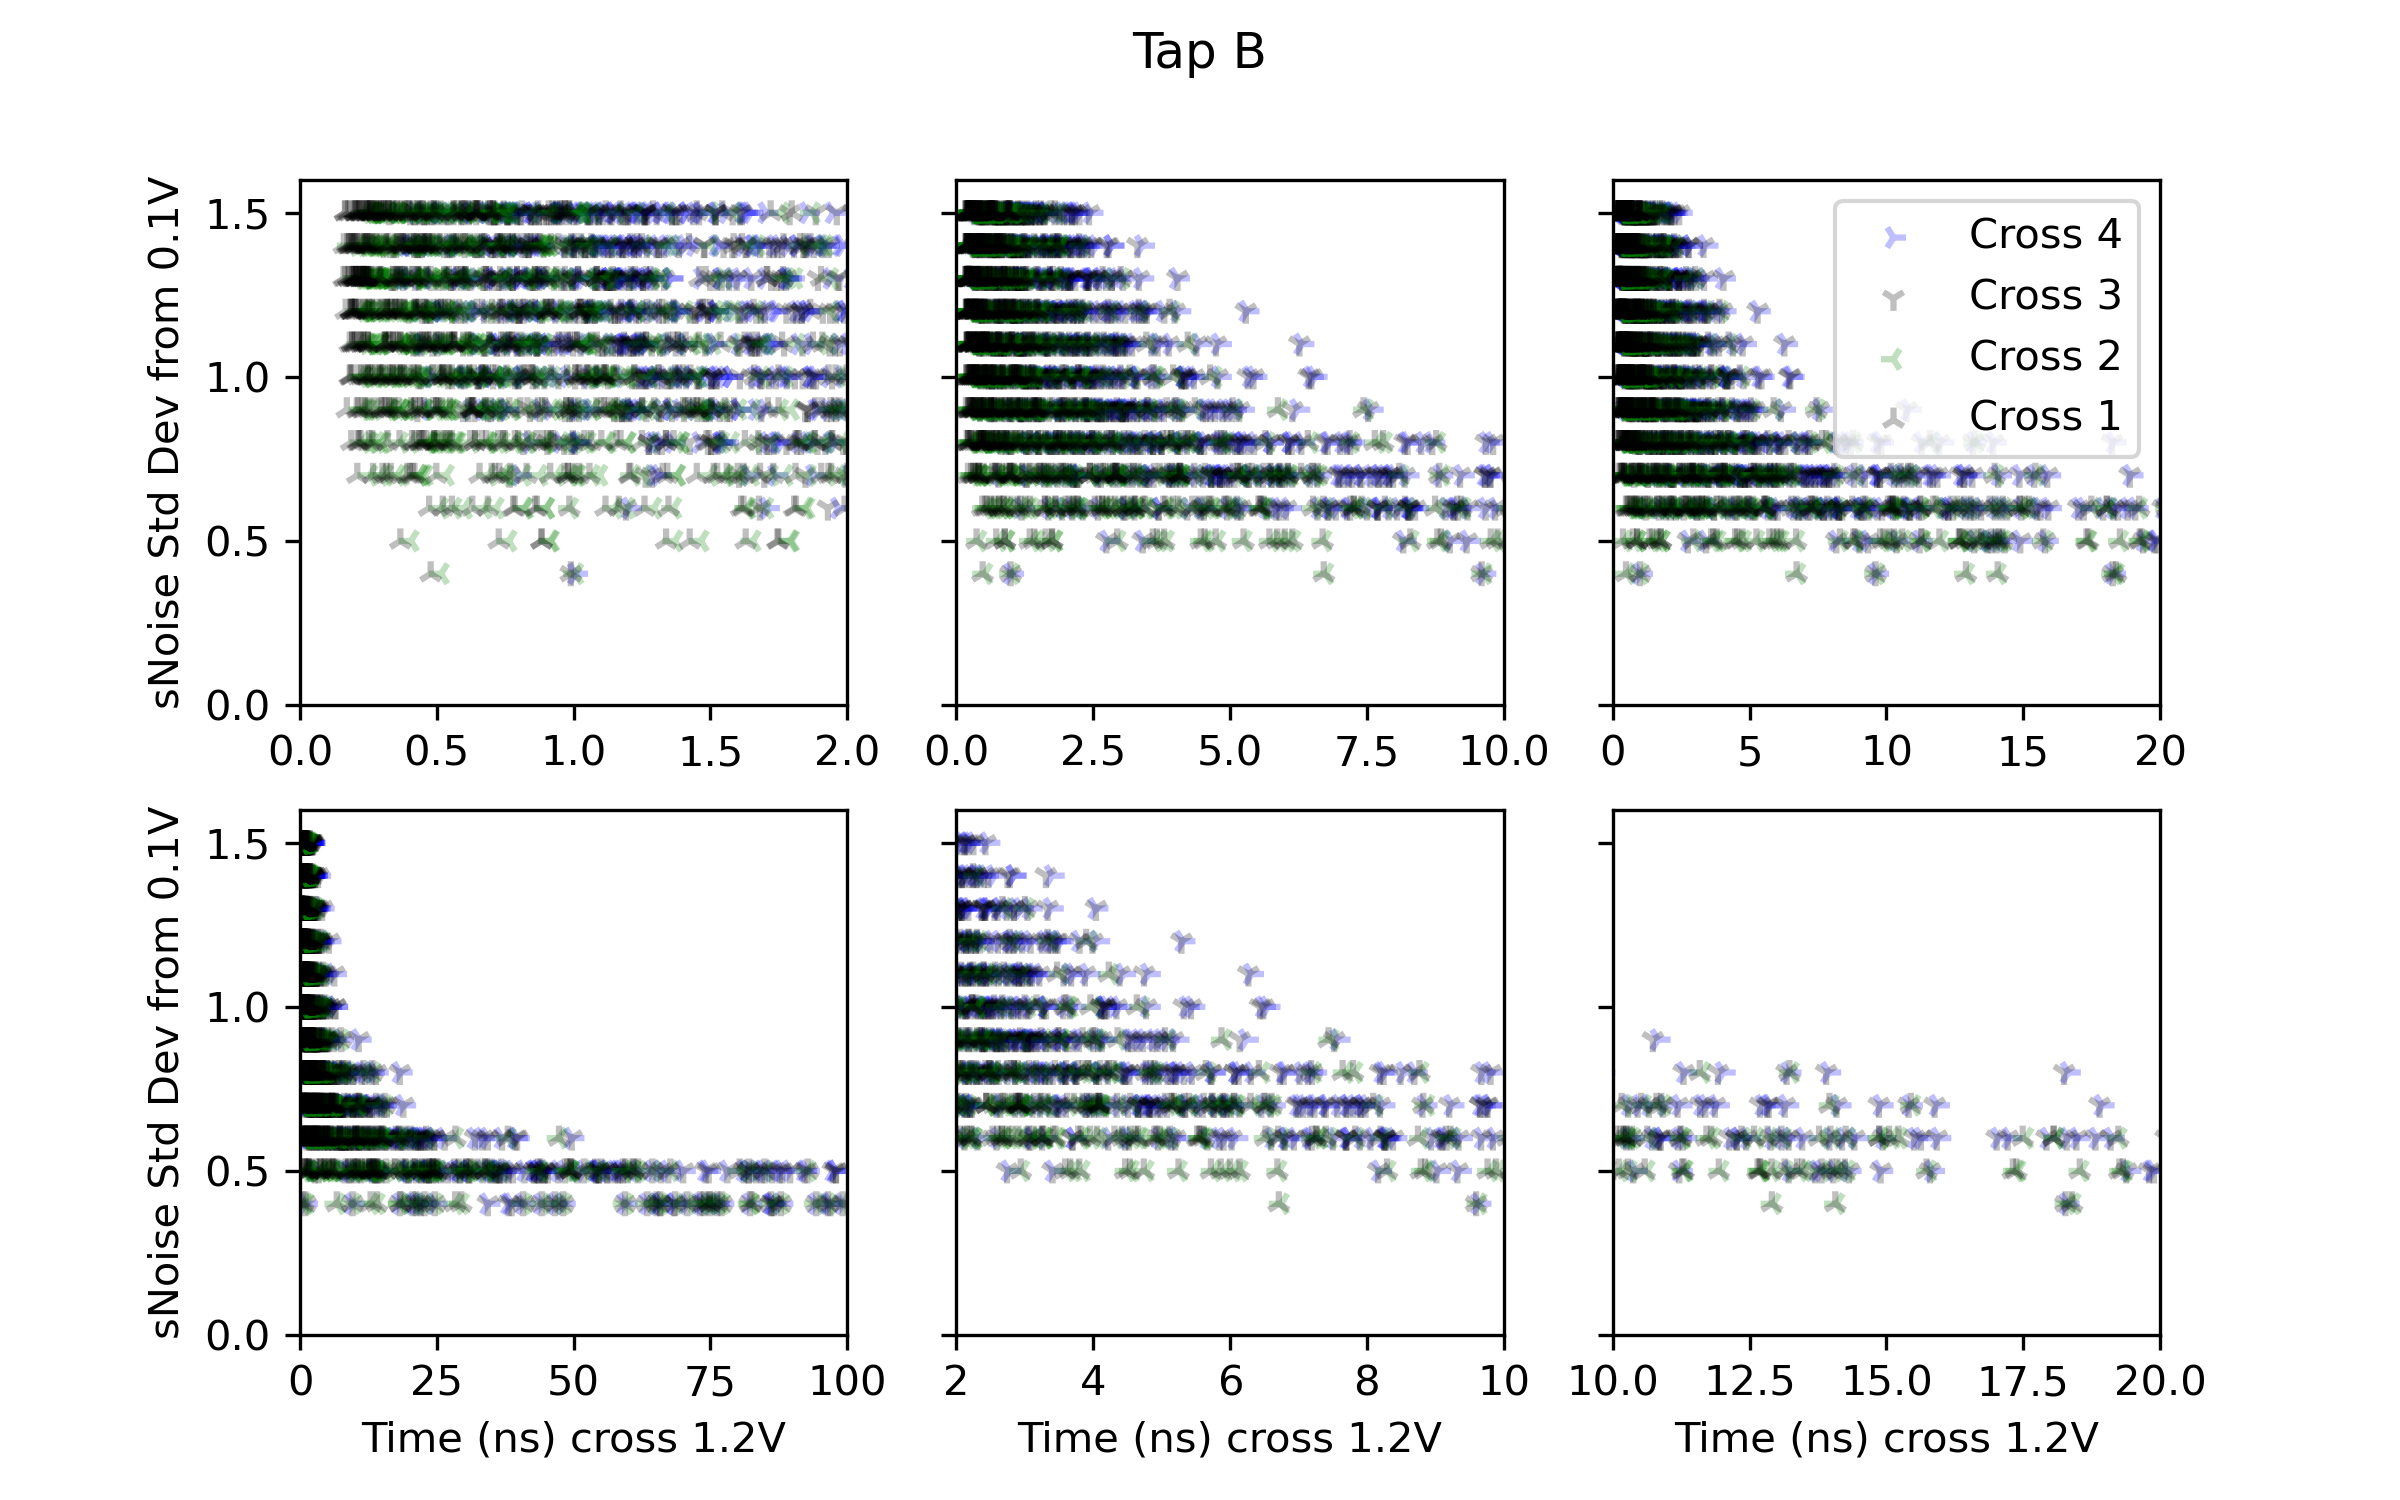 Tap B
sNoise Std Dev from 0.1V
1.5
1.0
0.5
0.0
0.0 0.5 1.0 1.5 2.0
0.0 2.5 5.0 7.5 10.0
Cross 4
Cross 3
Cross 2
Cross 1
0 5 10 15 20
sNoise Std Dev from 0.1V
1.5
1.0
0.5
0.0
0 25 50 75 100
Time (ns) cross 1.2V
2 4 6 8 10
Time (ns) cross 1.2V
10.0 12.5 15.0 17.5 20.0
Time (ns) cross 1.2V